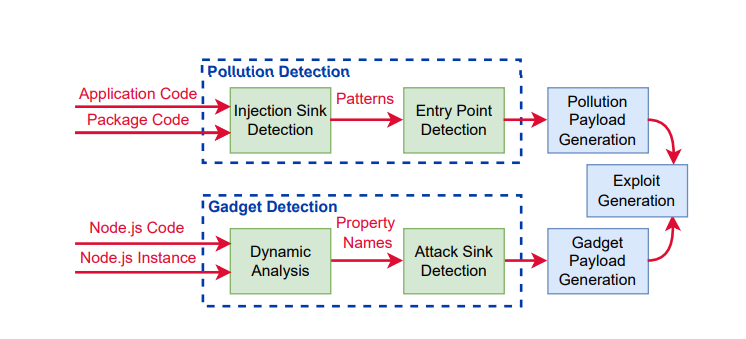 Pollution Detection
Application Code
Package Code
Injection Sink
Detection
Patterns
Entry Point
Detection
Pollution
Payload
Generation
Exploit
Generation
Gadget Detection
Node.js Code
Node.js Instance
Dynamic
Analysis
Property
Names
Attack Sink
Detection
Gadget
Payload
Generation